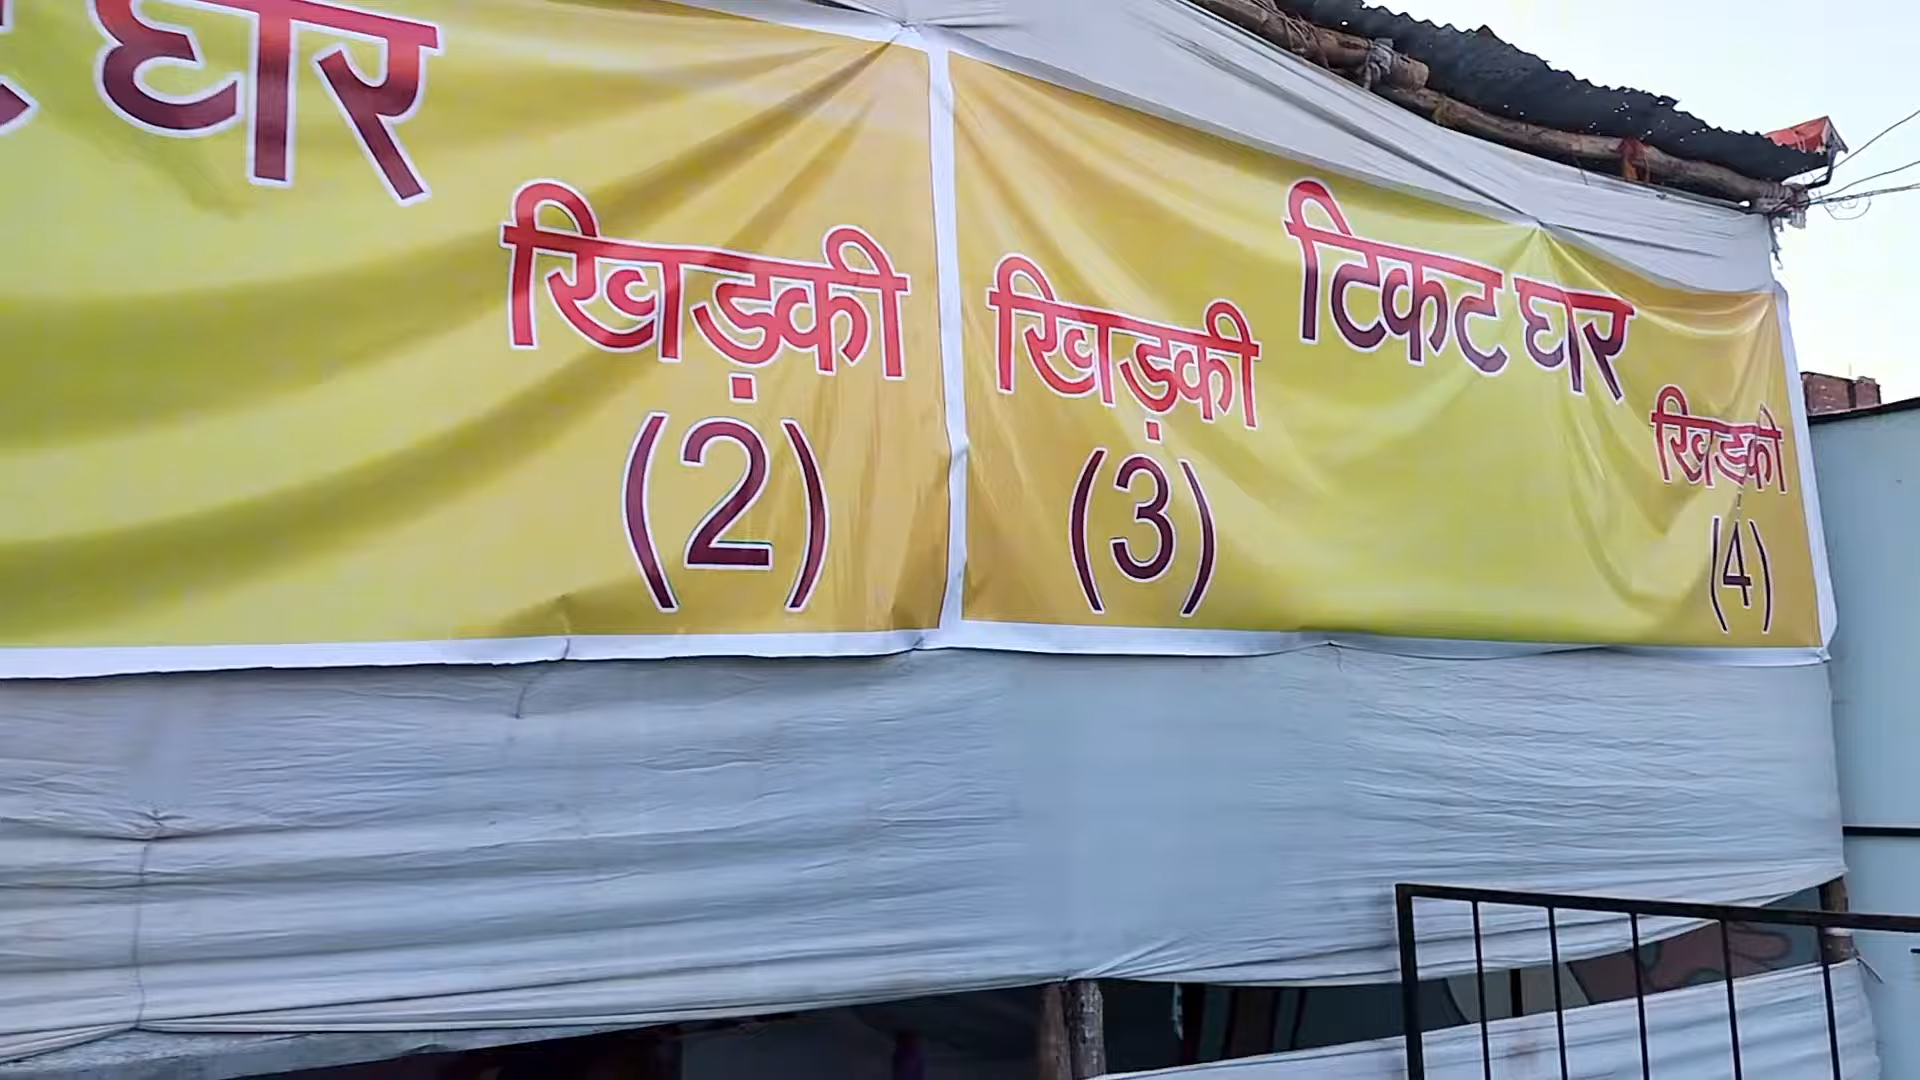 घर
खिड़की
(2)
खिड़की
(3)
टिकट घर
खिड़की
(4)